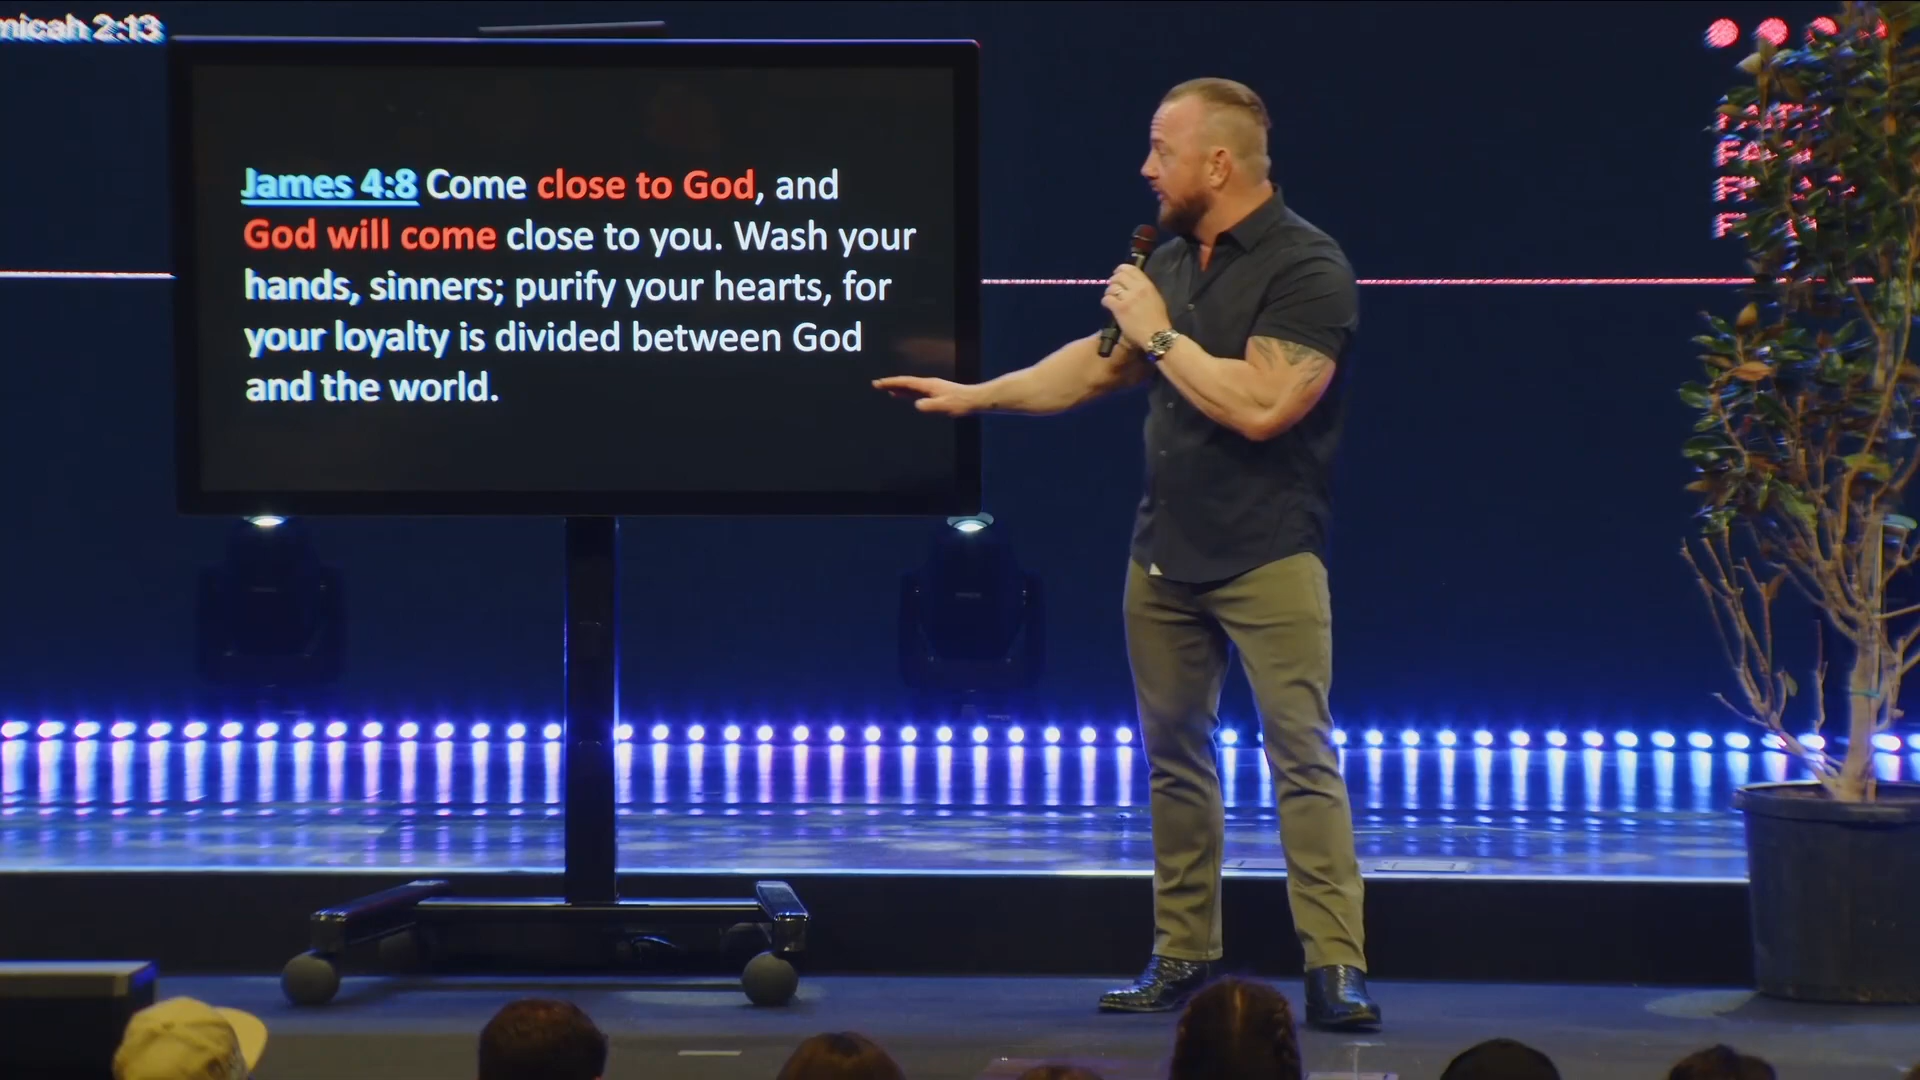 micah 2:13
James 4:8 Come close to God, and
God will come close to you. Wash your
hands, sinners; purify your hearts, for
your loyalty is divided between God
and the world.